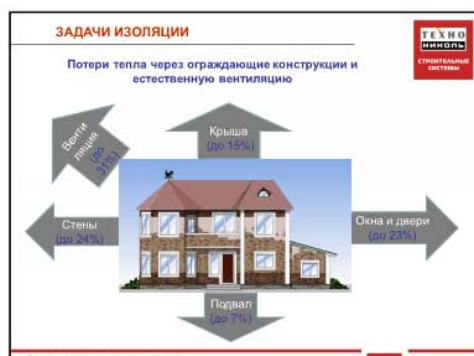 ЗАДАЧИ ИЗОЛЯЦИИ
ТЕХНО
НИКОЛЬ
СТРОИТЕЛЬНЫЕ
СИСТЕМЫ
Потери тепла через ограждающие конструкции и
естественную вентиляцию
Венти
ляция
(до
31%)
Крыша
(до 15%)
Стены
(до 24%)
Окна и двери
(до 23%)
Подвал
(до 7%)